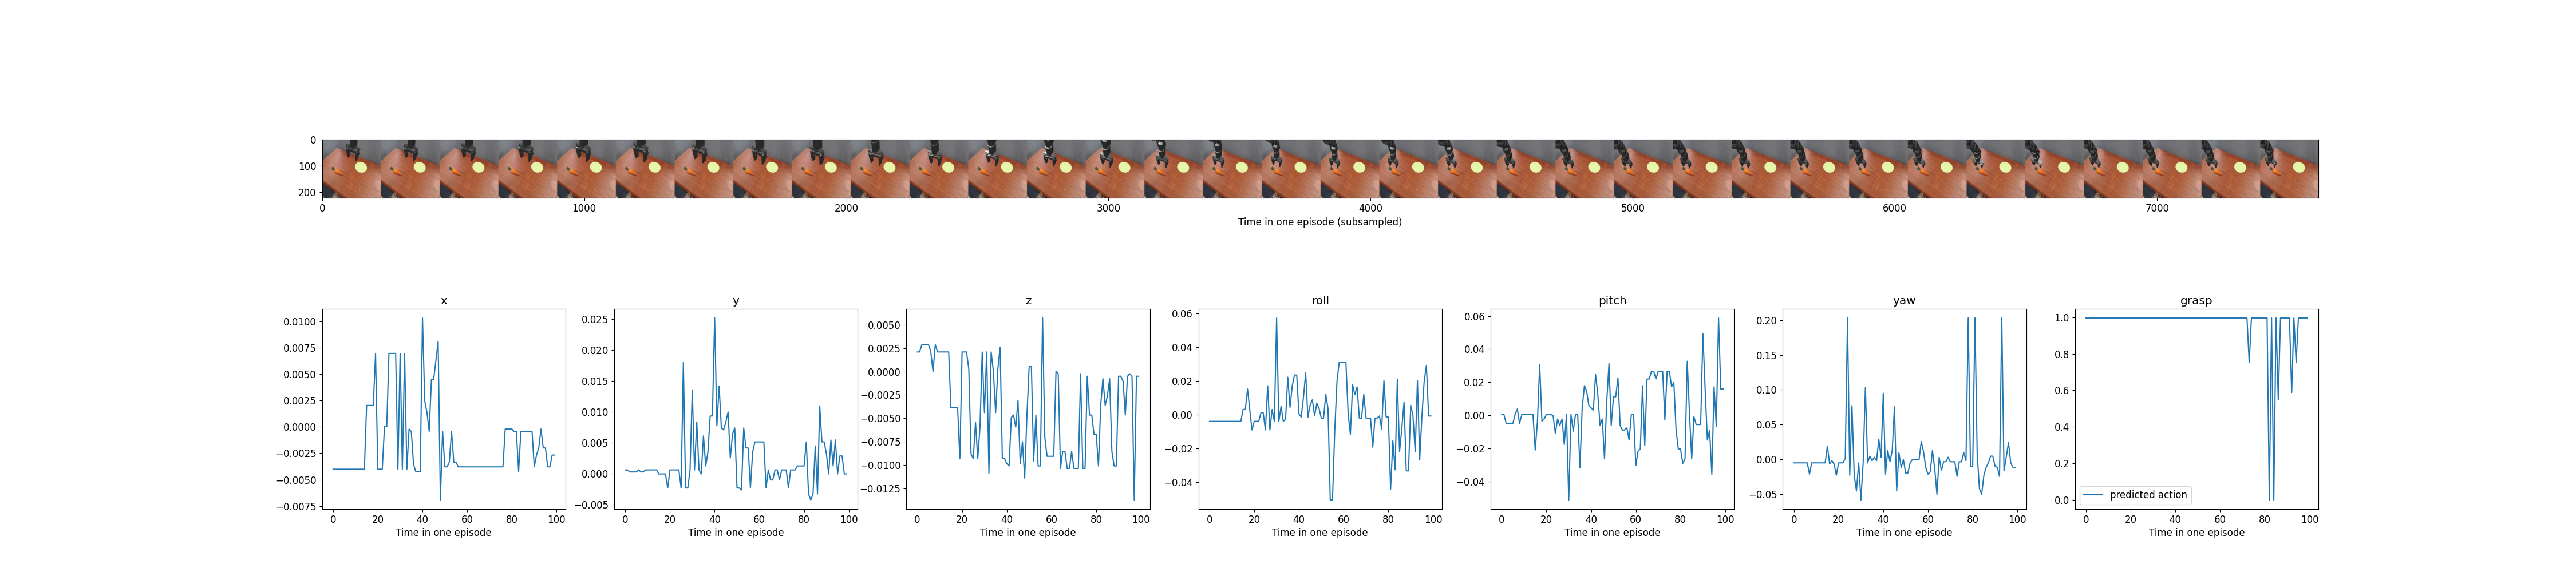 0
100
200
0 1000 2000 3000 4000 5000 6000 7000
Time in one episode (subsampled)
x y z roll pitch yaw grasp
0.0100
0.0075
0.0050
0.0025
0.0000
−0.0025
−0.0050
−0.0075
0 20 40 60 80 100
Time in one episode
0.025
0.020
0.015
0.010
0.005
0.000
−0.005
0 20 40 60 80 100
Time in one episode
0.0050
0.0025
0.0000
−0.0025
−0.0050
−0.0075
−0.0100
−0.0125
0 20 40 60 80 100
Time in one episode
0.06
0.04
0.02
0.00
−0.02
−0.04
0 20 40 60 80 100
Time in one episode
0.06
0.04
0.02
0.00
−0.02
−0.04
0 20 40 60 80 100
Time in one episode
0.20
0.15
0.10
0.05
0.00
−0.05
0 20 40 60 80 100
Time in one episode
1.0
0.8
0.6
0.4
0.2
0.0
predicted action
0 20 40 60 80 100
Time in one episode